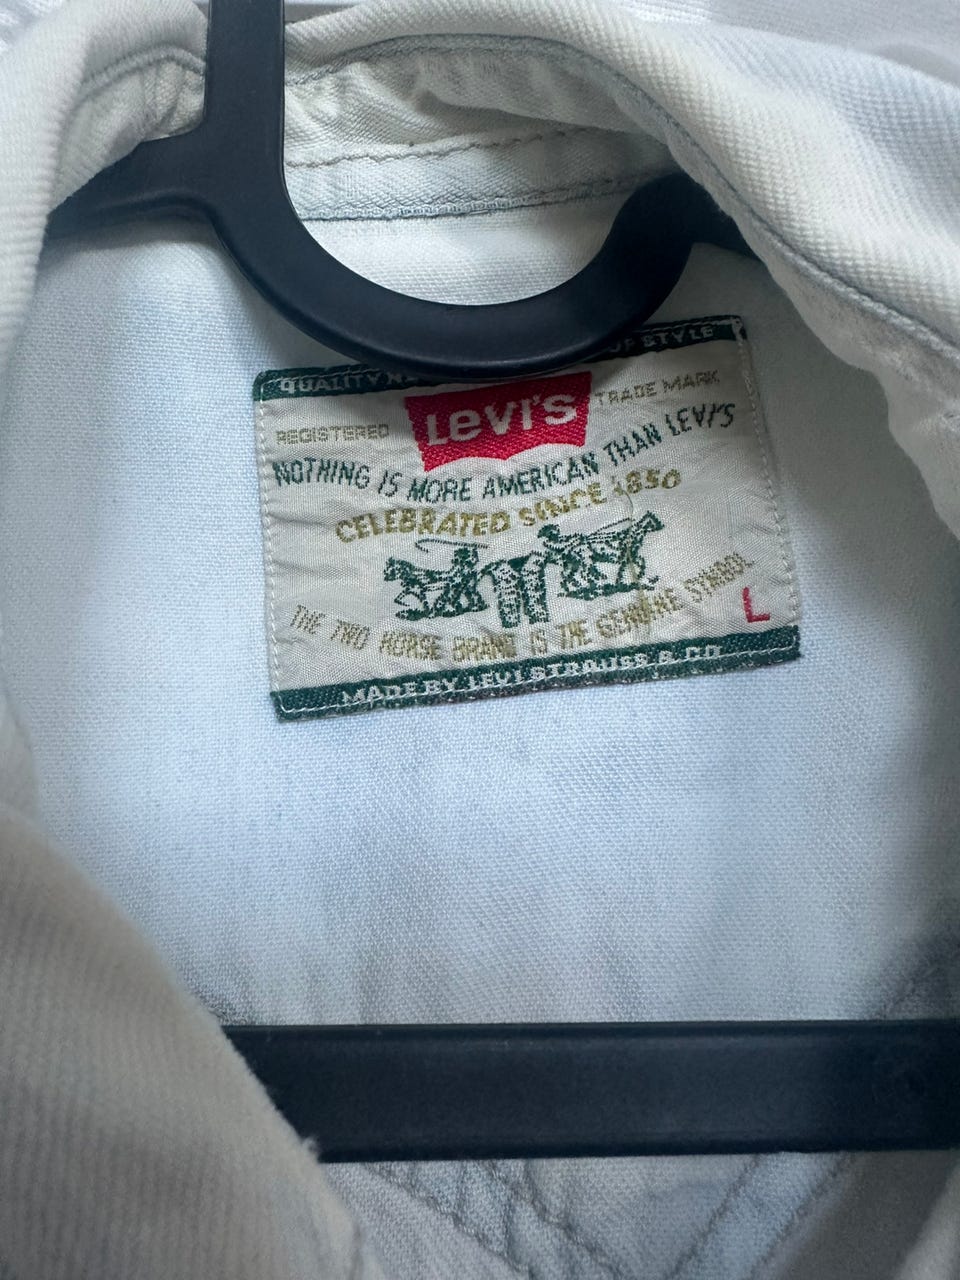 QUALITY
OF STYLE
LEVI'S
REGISTERED
TRADE MARK
NOTHING IS MORE AMERICAN THAN LEVI'S
CELEBRATED SINCE 1850
THE TWO HORSE BRAND IS THE GENUINE SYMBOL
L
MADE BY LEVI STRAUSS & CO